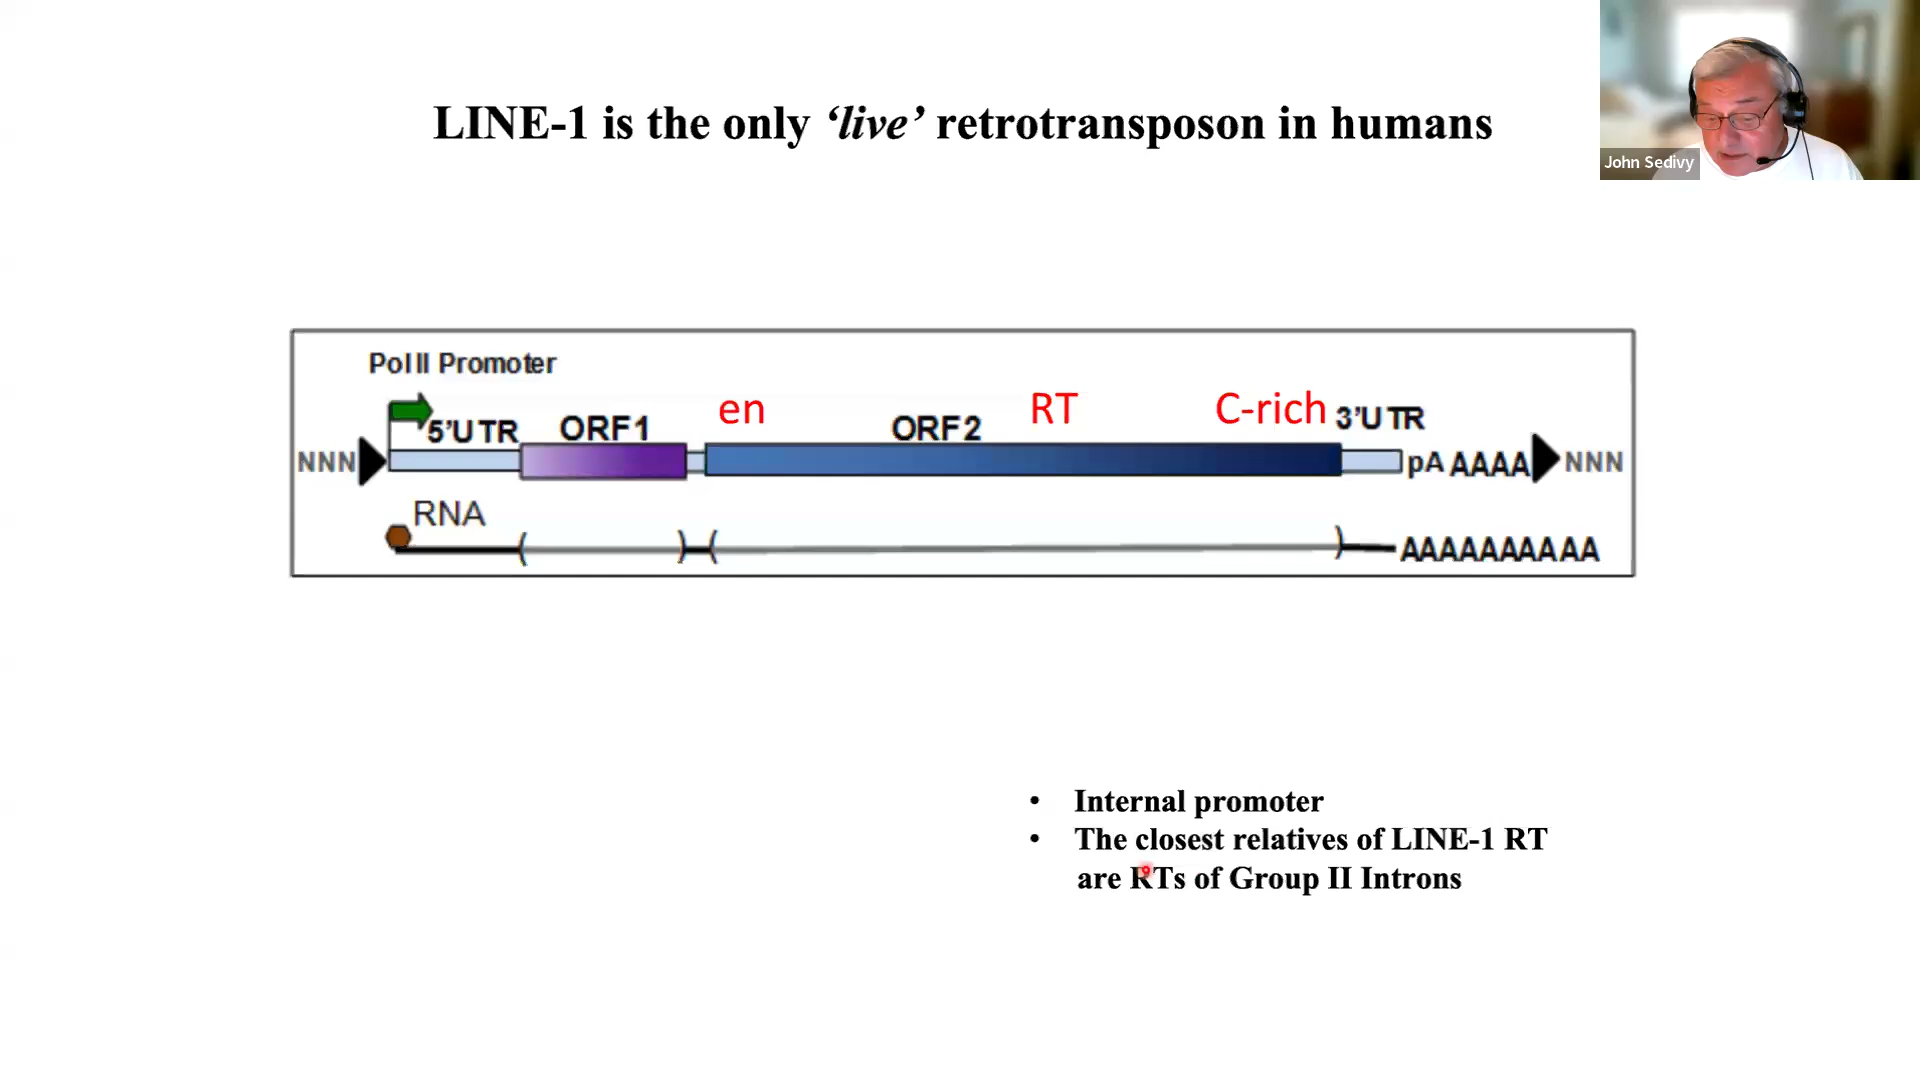 LINE-1 is the only ‘live’ retrotransposon in humans
John Sedivy
Pol II Promoter
en RT C-rich
5’UTR ORF1 ORF2 3’UTR
NNN pA AAAA NNN
RNA
( ) ( ) AAAAAAAAAA
• Internal promoter
• The closest relatives of LINE-1 RT
are RTs of Group II Introns